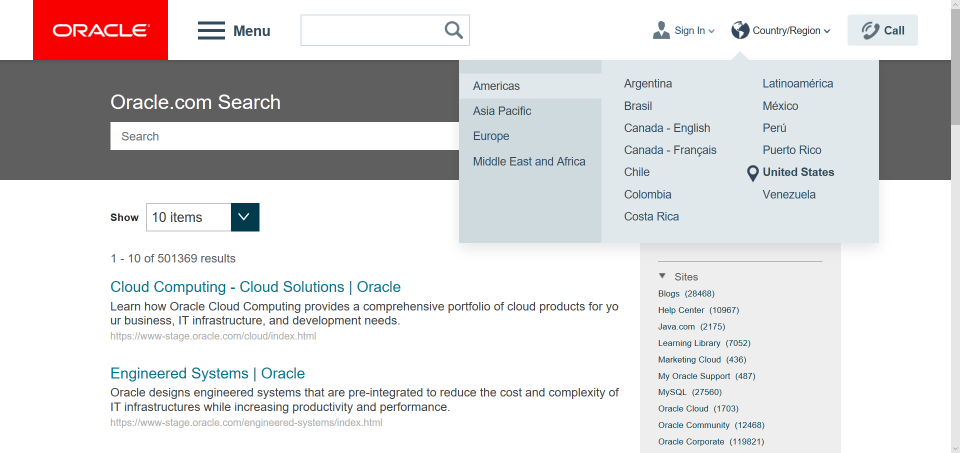 ORACLE
Menu
Sign In
Country/Region
Call
Oracle.com Search
Search
Americas
Asia Pacific
Europe
Middle East and Africa
Argentina
Brasil
Canada - English
Canada - Français
Chile
Colombia
Costa Rica
Latinoamérica
México
Perú
Puerto Rico
United States
Venezuela
Show
10 items
1 - 10 of 501369 results
Cloud Computing - Cloud Solutions | Oracle
Learn how Oracle Cloud Computing provides a comprehensive portfolio of cloud products for yo
ur business, IT infrastructure, and development needs.
https://www-stage.oracle.com/cloud/index.html
Engineered Systems | Oracle
Oracle designs engineered systems that are pre-integrated to reduce the cost and complexity of
IT infrastructures while increasing productivity and performance.
https://www-stage.oracle.com/engineered-systems/index.html
Sites
Blogs (28468)
Help Center (10967)
Java.com (2175)
Learning Library (7052)
Marketing Cloud (436)
My Oracle Support (487)
MySQL (27560)
Oracle Cloud (1703)
Oracle Community (12468)
Oracle Corporate (119821)